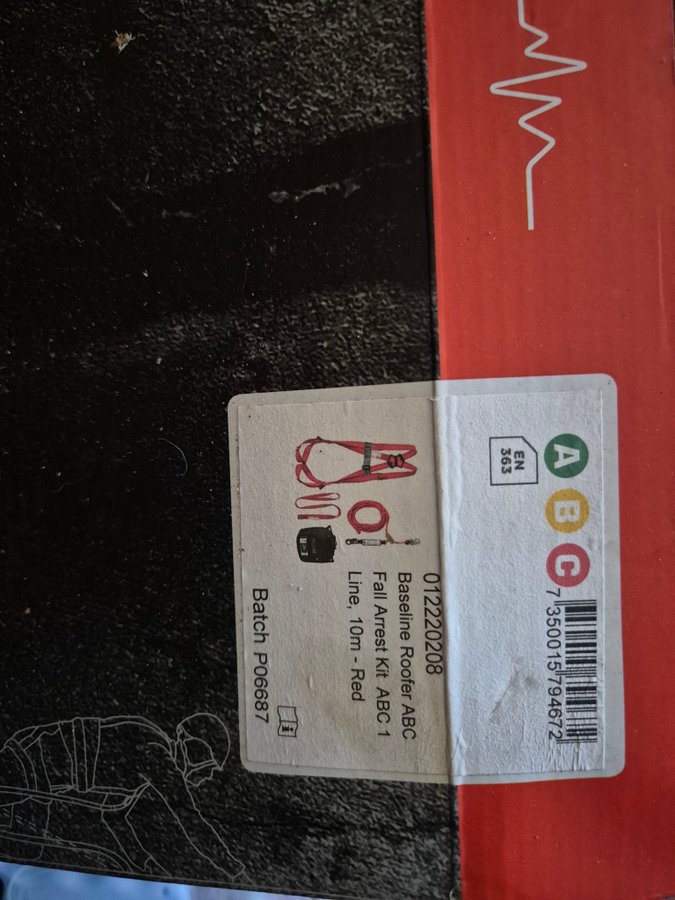 A B C
EN
363
7 350015 794672
012220208
Baseline Roofer ABC
Fall Arrest Kit ABC 1
Line, 10m - Red
Batch P06687